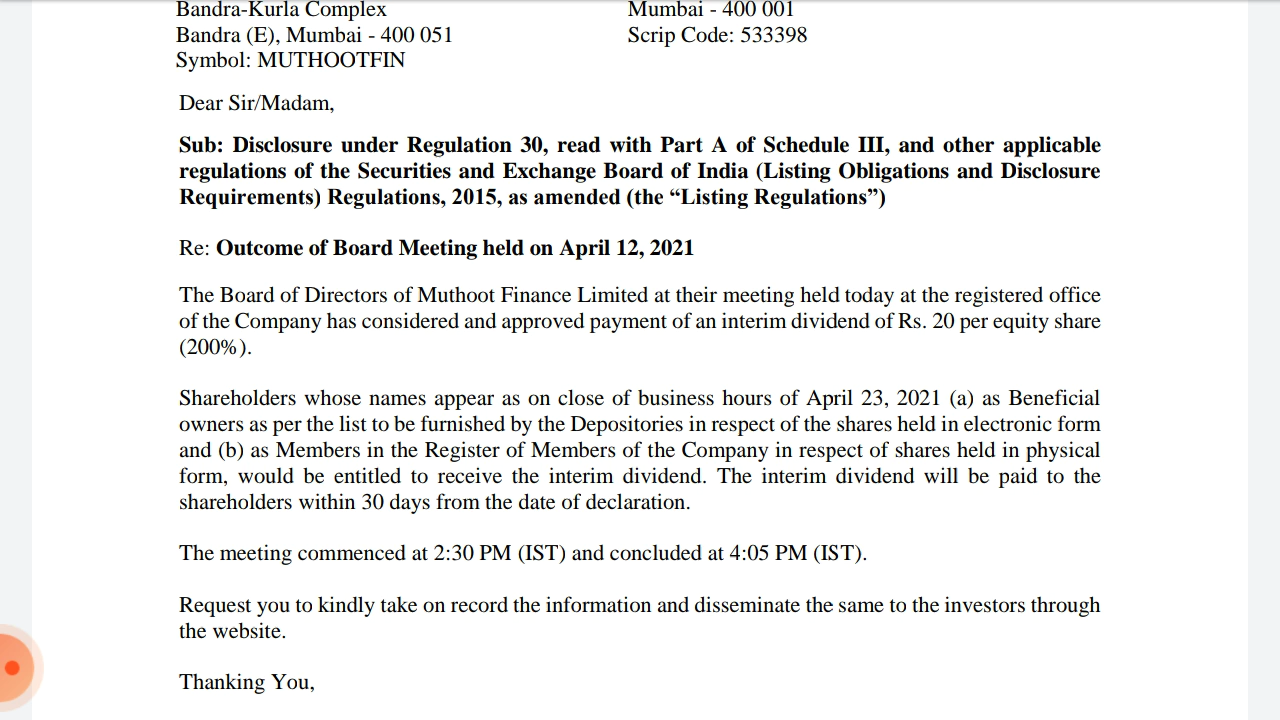 Bandra-Kurla Complex
Bandra (E), Mumbai - 400 051
Symbol: MUTHOOTFIN
Mumbai - 400 001
Scrip Code: 533398
Dear Sir/Madam,
Sub: Disclosure under Regulation 30, read with Part A of Schedule III, and other applicable
regulations of the Securities and Exchange Board of India (Listing Obligations and Disclosure
Requirements) Regulations, 2015, as amended (the “Listing Regulations”)
Re: Outcome of Board Meeting held on April 12, 2021
The Board of Directors of Muthoot Finance Limited at their meeting held today at the registered office
of the Company has considered and approved payment of an interim dividend of Rs. 20 per equity share
(200%).
Shareholders whose names appear as on close of business hours of April 23, 2021 (a) as Beneficial
owners as per the list to be furnished by the Depositories in respect of the shares held in electronic form
and (b) as Members in the Register of Members of the Company in respect of shares held in physical
form, would be entitled to receive the interim dividend. The interim dividend will be paid to the
shareholders within 30 days from the date of declaration.
The meeting commenced at 2:30 PM (IST) and concluded at 4:05 PM (IST).
Request you to kindly take on record the information and disseminate the same to the investors through
the website.
Thanking You,